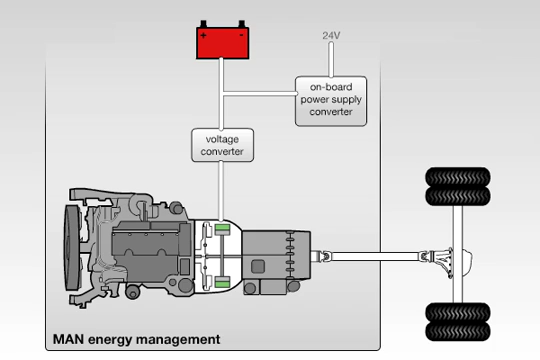 + -
24V
on-board
power supply
converter
voltage
converter
MAN energy management